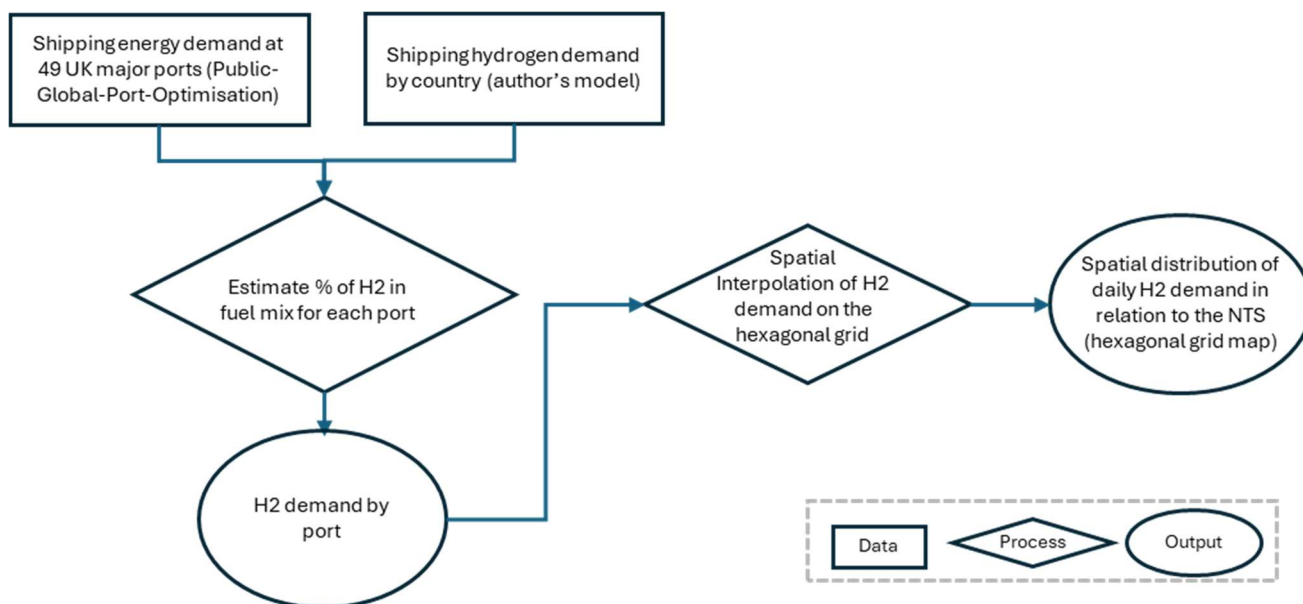 Shipping energy demand at
49 UK major ports (Public-
Global-Port-Optimisation)
Shipping hydrogen demand
by country (author's model)
Estimate % of H2 in
fuel mix for each port
H2 demand by
port
Spatial
Interpolation of H2
demand on the
hexagonal grid
Spatial distribution of
daily H2 demand in
relation to the NTS
(hexagonal grid map)
Data
Process
Output